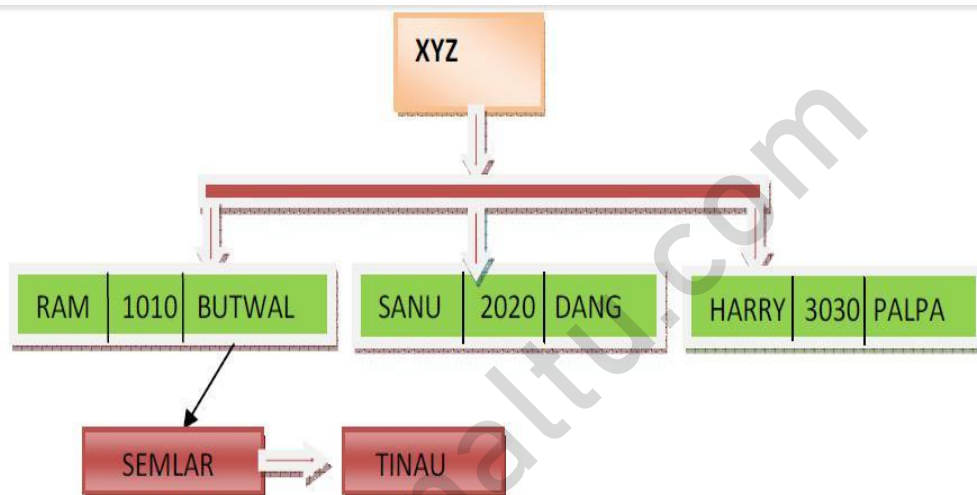 XYZ
RAM 1010 BUTWAL
SANU 2020 DANG
HARRY 3030 PALPA
SEMLAR
TINAU